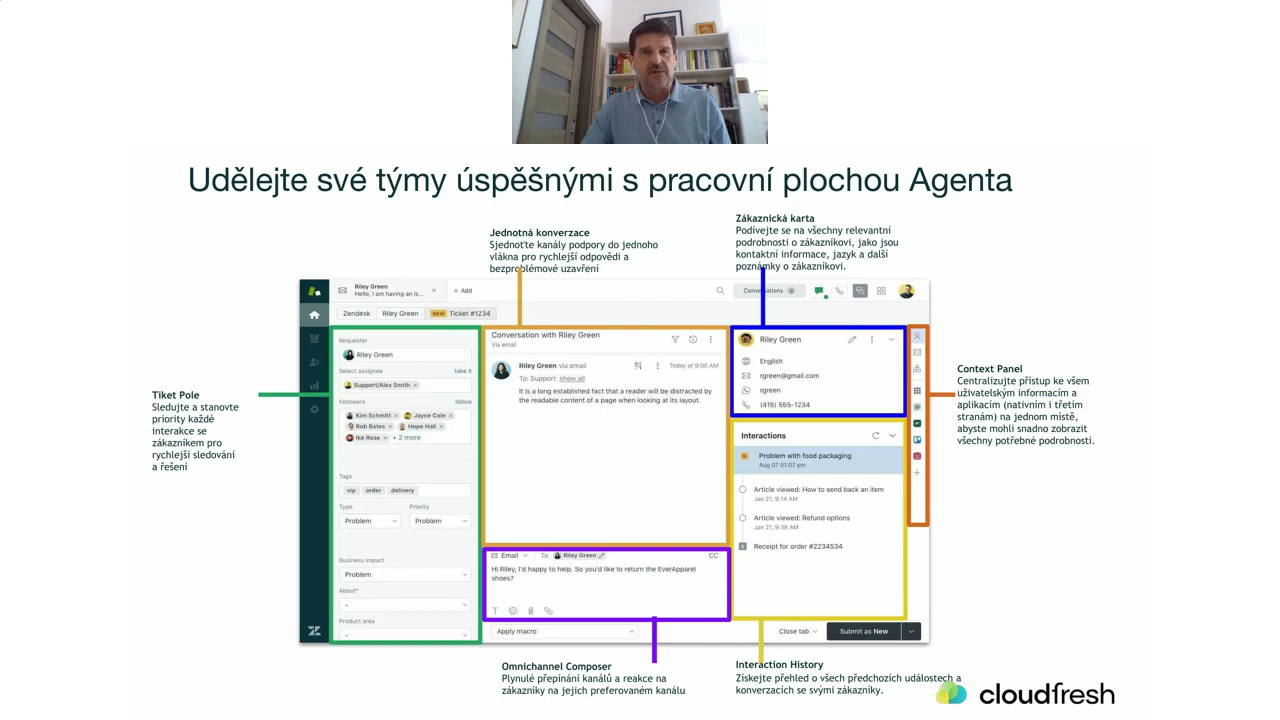 Udělejte své týmy úspěšnými s pracovní plochou Agenta
Jednotná konverzace
Sjednoťte kanály podpory do jednoho
vlákna pro rychlejší odpovědi a
bezproblémové uzavření
Zákaznická karta
Podívejte se na všechny relevantní
podrobnosti o zákazníkovi, jako jsou
kontaktní informace, jazyk a další
poznámky o zákazníkovi.
Tiket Pole
Sledujte a stanovte
priority každé
interakce se
zákazníkem pro
rychlejší sledování
a řešení
Riley Green
Hello, I am having an is...
+ Add
Conversations 0
Zendesk
Riley Green
NEW Ticket #1234
Requester
Riley Green
Select assignee take it
Support/Alex Smith ×
Followers follow
Kim Schmitt × Jayne Cole ×
Rob Bates × Hope Hall ×
Ike Rose × + 2 more
Tags
vip order delivery
Type Priority
Problem Problem
Business impact
Problem
About*
-
Product area
-
Conversation with Riley Green
Via email
Riley Green via email Today at 9:00 AM
To: Support show all
It is a long established fact that a reader will be distracted by
the readable content of a page when looking at its layout.
Email To Riley Green CC
Hi Riley, I'd happy to help. So you'd like to return the EverApparel
shoes?
Apply macro
Riley Green
English
rgreen@gmail.com
rgreen
(415) 555-1234
Interactions
Problem with food packaging
Aug 07 01:07 pm
Article viewed: How to send back an item
Jan 21, 9:14 AM
Article viewed: Refund options
Jan 21, 9:38 AM
Receipt for order #2234534
Close tab
Submit as New
Context Panel
Centralizujte přístup ke všem
uživatelským informacím a
aplikacím (nativním i třetím
stranám) na jednom místě,
abyste mohli snadno zobrazit
všechny potřebné podrobnosti.
Omnichannel Composer
Plynulé přepínání kanálů a reakce na
zákazníky na jejich preferovaném kanálu
Interaction History
Získejte přehled o všech předchozích událostech a
konverzacích se svými zákazníky.
cloudfresh